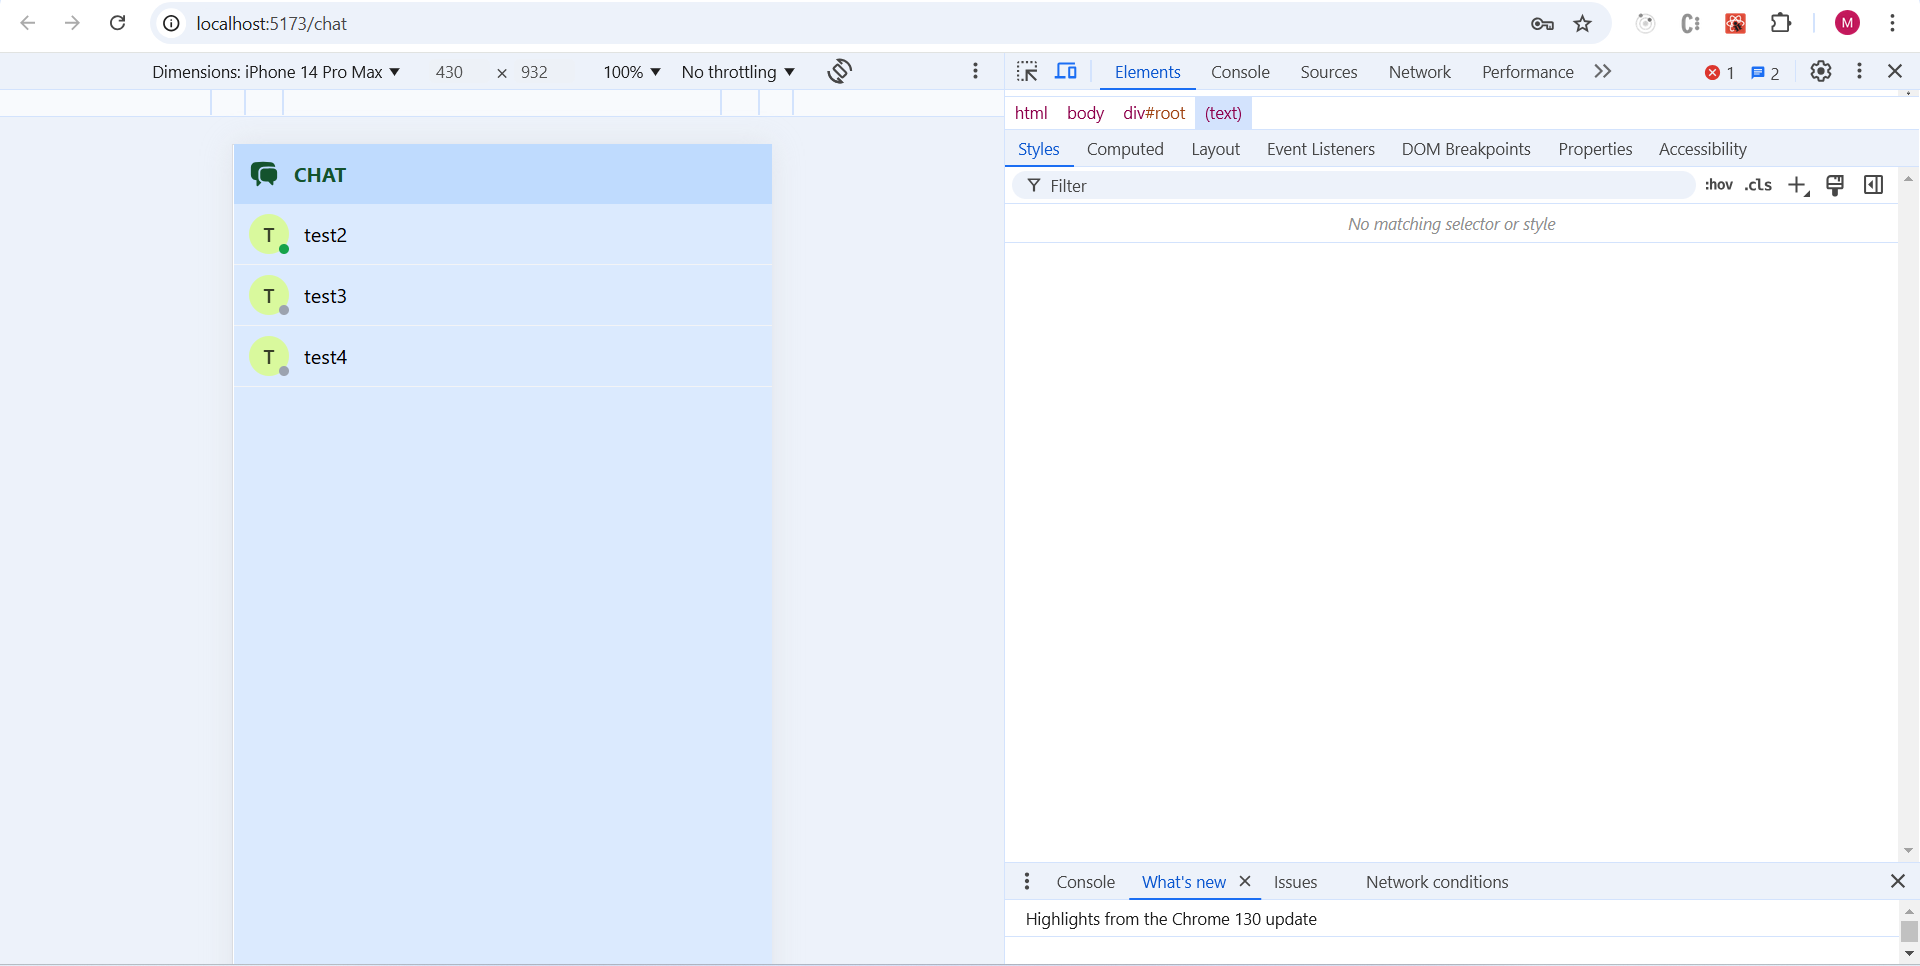 localhost:5173/chat
M
Dimensions: iPhone 14 Pro Max 430 × 932 100% No throttling
Elements Console Sources Network Performance 1 2
html body div#root (text)
Styles Computed Layout Event Listeners DOM Breakpoints Properties Accessibility
Filter :hov .cls
No matching selector or style
CHAT
T test2
T test3
T test4
Console What's new Issues Network conditions
Highlights from the Chrome 130 update